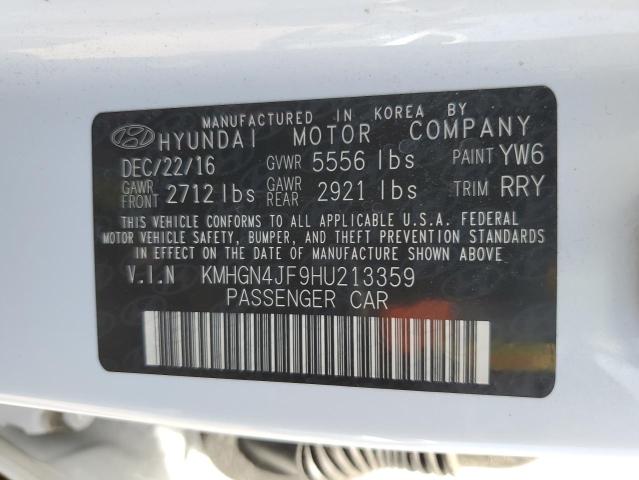 MANUFACTURED IN KOREA BY
HYUNDAI MOTOR COMPANY
DEC/22/16 GVWR 5556 lbs PAINT YW6
GAWR FRONT 2712 lbs GAWR REAR 2921 lbs TRIM RRY
THIS VEHICLE CONFORMS TO ALL APPLICABLE U.S.A. FEDERAL
MOTOR VEHICLE SAFETY, BUMPER, AND THEFT PREVENTION STANDARDS
IN EFFECT ON THE DATE OF MANUFACTURE SHOWN ABOVE.
V.I.N KMHGN4JF9HU213359
PASSENGER CAR